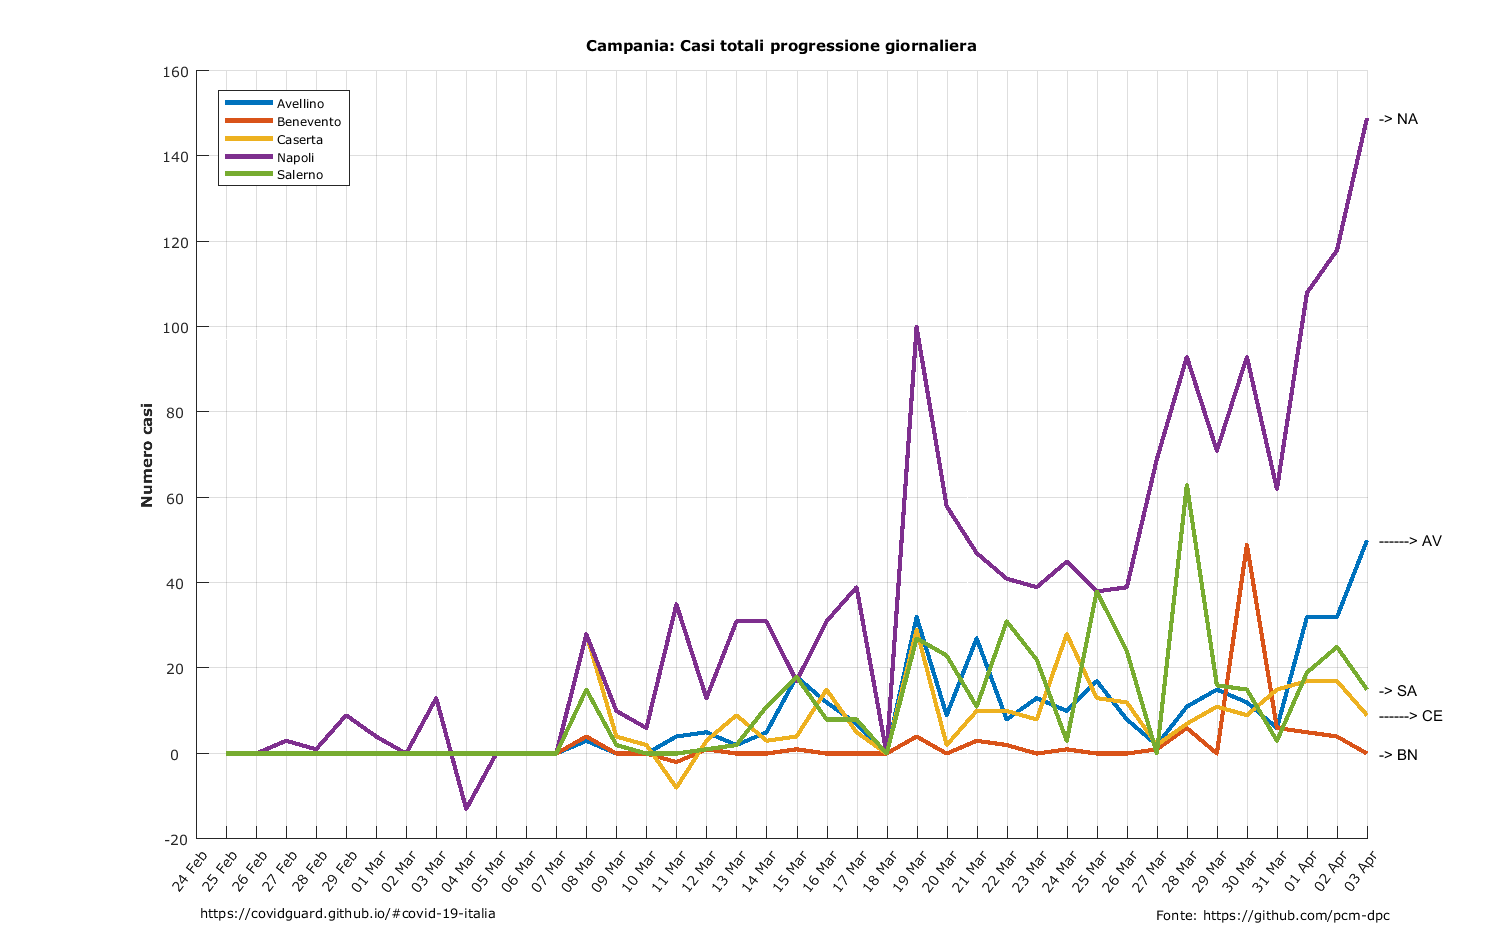 Campania: Casi totali progressione giornaliera
160
140
120
100
80
60
40
20
0
-20
Numero casi
Avellino
Benevento
Caserta
Napoli
Salerno
-> NA
------> AV
-> SA
------> CE
-> BN
24 Feb
25 Feb
26 Feb
27 Feb
28 Feb
29 Feb
01 Mar
02 Mar
03 Mar
04 Mar
05 Mar
06 Mar
07 Mar
08 Mar
09 Mar
10 Mar
11 Mar
12 Mar
13 Mar
14 Mar
15 Mar
16 Mar
17 Mar
18 Mar
19 Mar
20 Mar
21 Mar
22 Mar
23 Mar
24 Mar
25 Mar
26 Mar
27 Mar
28 Mar
29 Mar
30 Mar
31 Mar
01 Apr
02 Apr
03 Apr
https://covidguard.github.io/#covid-19-italia
Fonte: https://github.com/pcm-dpc